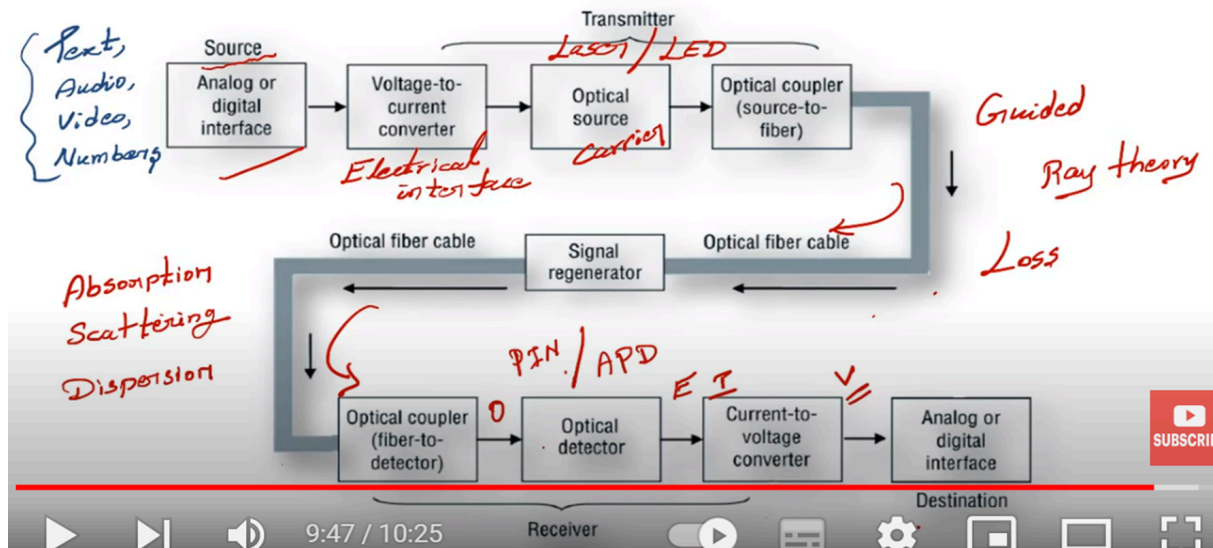 Text,
Audio,
Video,
Numbers
Source
Analog or
digital
interface
Voltage-to-
current
converter
Electrical
interface
Transmitter
Laser/LED
Optical
source
carrier
Optical coupler
(source-to-
fiber)
Guided
Ray theory
Loss
Optical fiber cable
Signal
regenerator
Optical fiber cable
Absorption
Scattering
Dispersion
Optical coupler
(fiber-to-
detector)
O
PIN/APD
Optical
detector
E I
Current-to-
voltage
converter
V
Analog or
digital
interface
Destination
Receiver
SUBSCRI
9:47 / 10:25